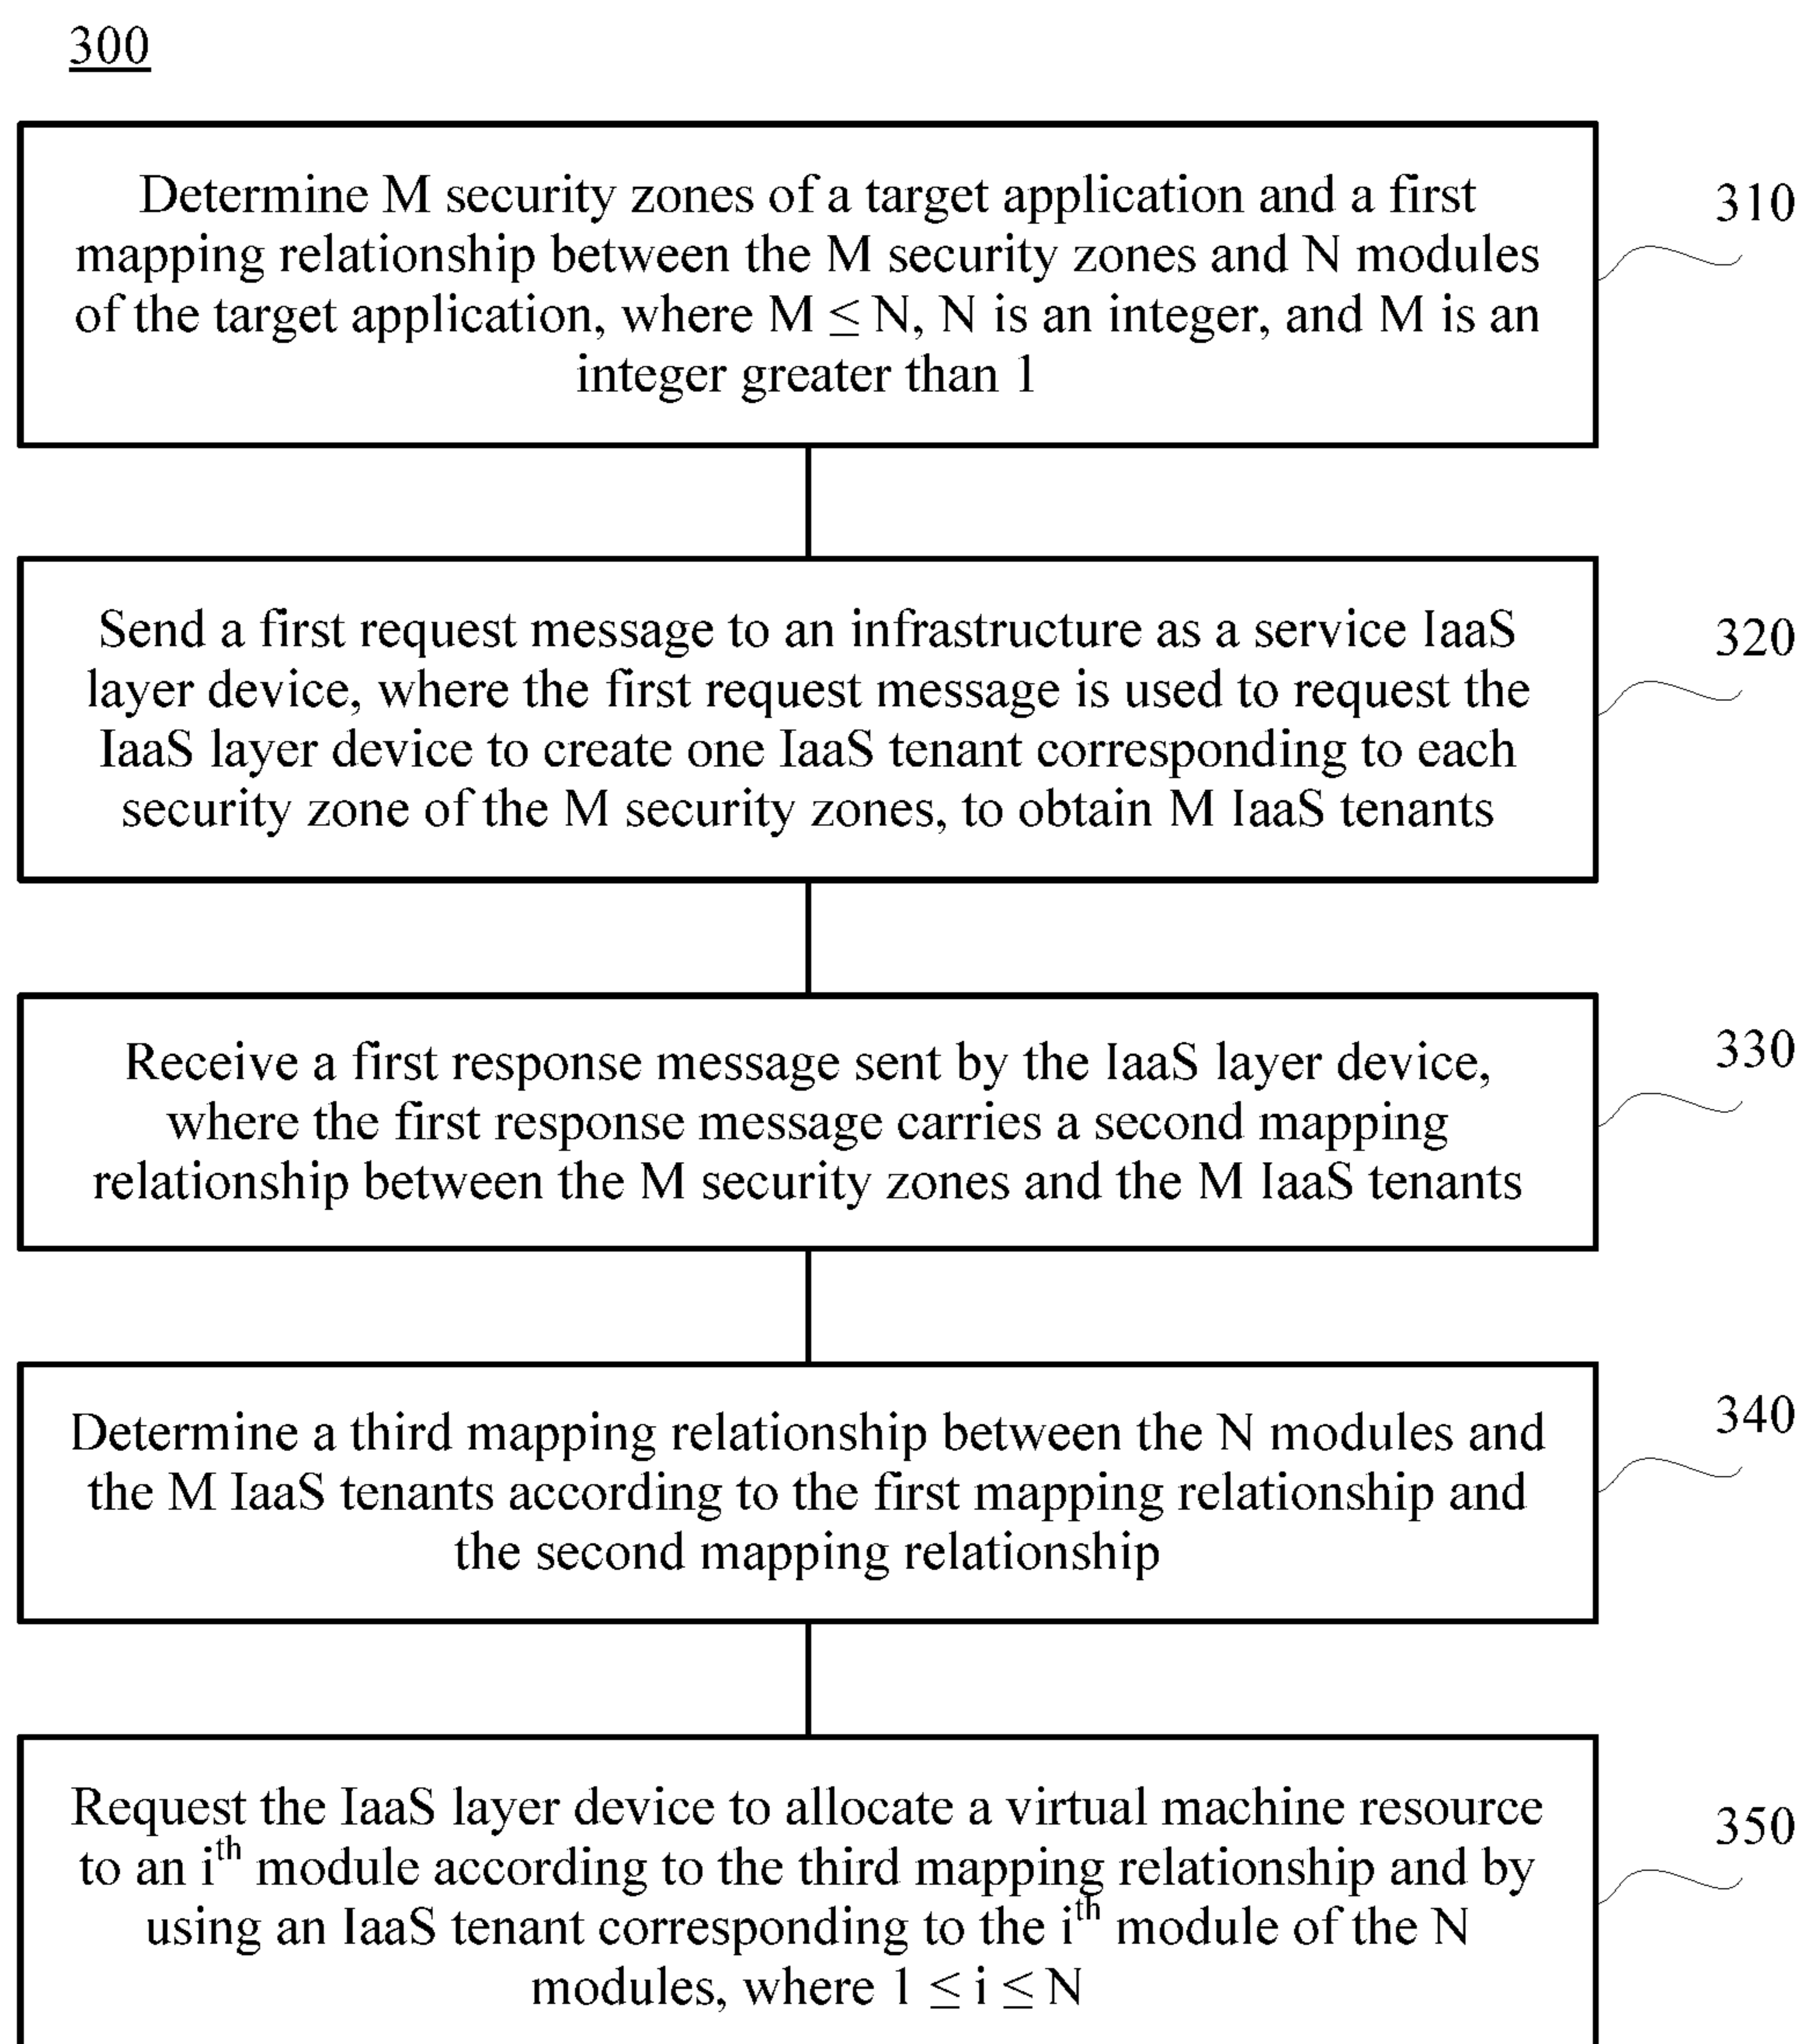 300
Determine M security zones of a target application and a first
mapping relationship between the M security zones and N modules
of the target application, where M ≤ N, N is an integer, and M is an
integer greater than 1
310
Send a first request message to an infrastructure as a service IaaS
layer device, where the first request message is used to request the
IaaS layer device to create one IaaS tenant corresponding to each
security zone of the M security zones, to obtain M IaaS tenants
320
Receive a first response message sent by the IaaS layer device,
where the first response message carries a second mapping
relationship between the M security zones and the M IaaS tenants
330
Determine a third mapping relationship between the N modules and
the M IaaS tenants according to the first mapping relationship and
the second mapping relationship
340
Request the IaaS layer device to allocate a virtual machine resource
to an i^th module according to the third mapping relationship and by
using an IaaS tenant corresponding to the i^th module of the N
modules, where 1 ≤ i ≤ N
350